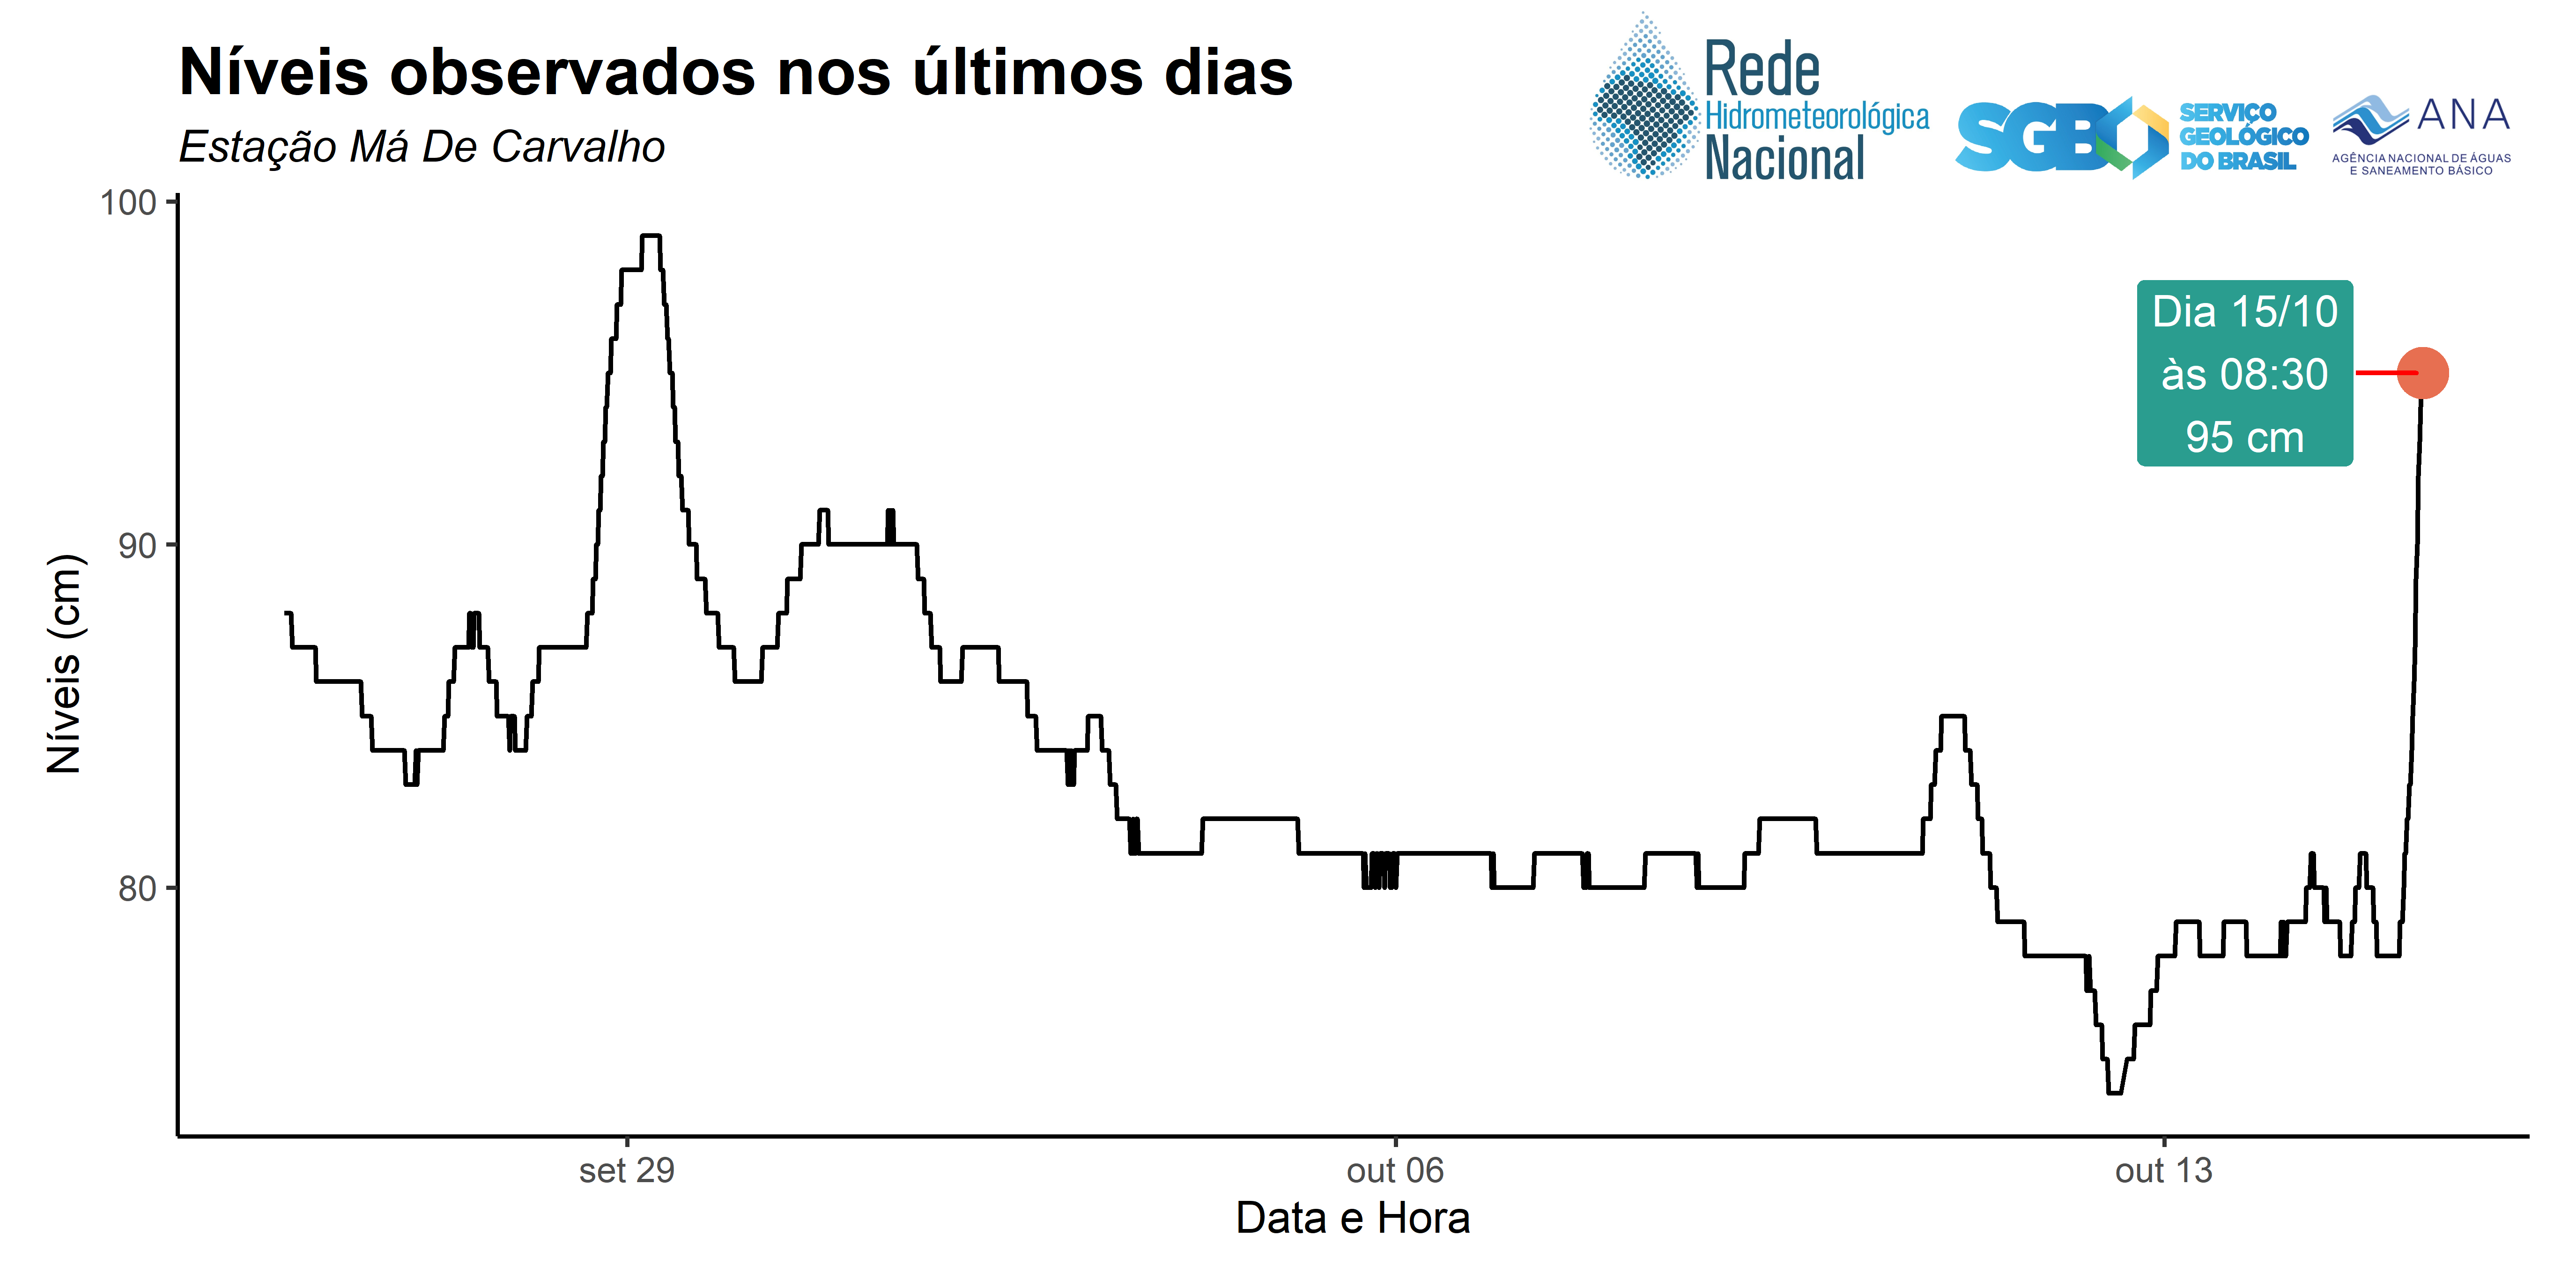 Níveis observados nos últimos dias
Estação Má De Carvalho
Rede
Hidrometeorológica
Nacional
SGB
SERVIÇO
GEOLÓGICO
DO BRASIL
ANA
AGÊNCIA NACIONAL DE ÁGUAS
E SANEAMENTO BÁSICO
100
90
80
Níveis (cm)
Dia 15/10
às 08:30
95 cm
set 29
out 06
out 13
Data e Hora